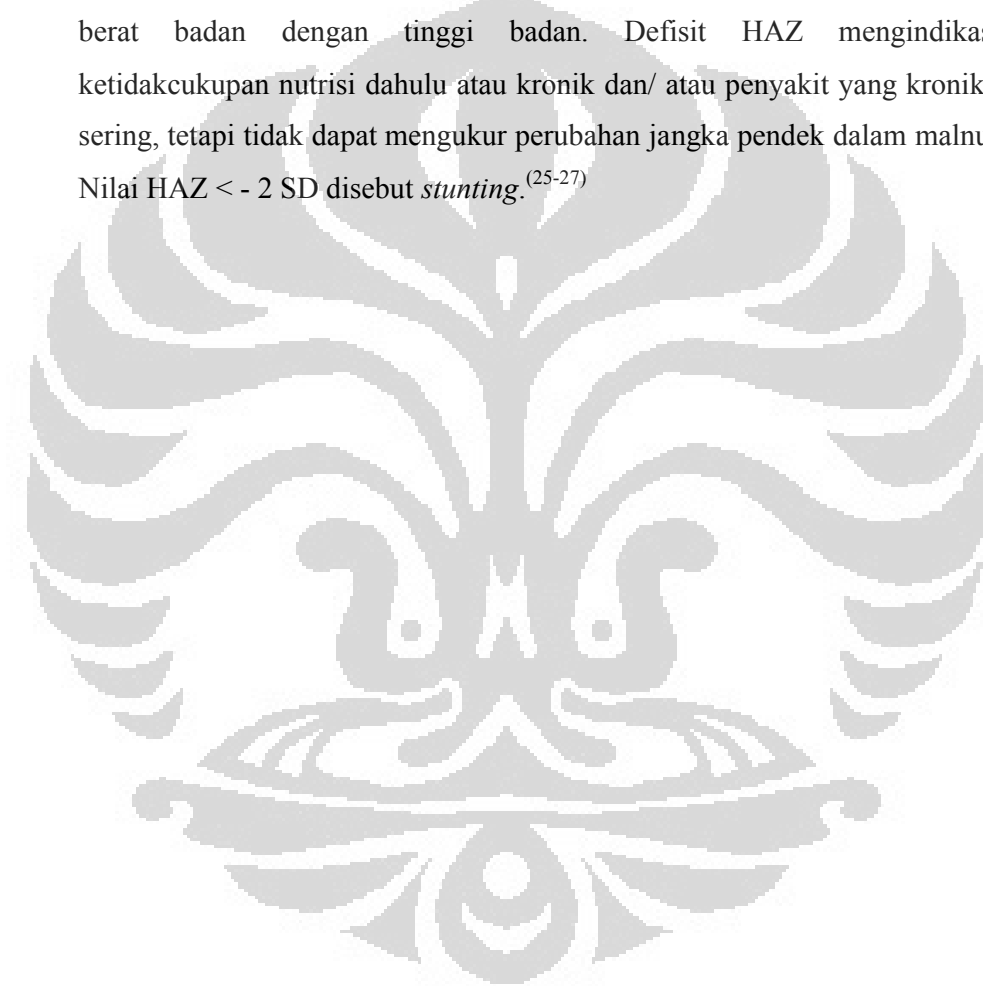 berat badan dengan tinggi badan. Defisit HAZ mengindikas
ketidakcukupan nutrisi dahulu atau kronik dan/ atau penyakit yang kronik
sering, tetapi tidak dapat mengukur perubahan jangka pendek dalam malnu
Nilai HAZ < - 2 SD disebut stunting.(25-27)